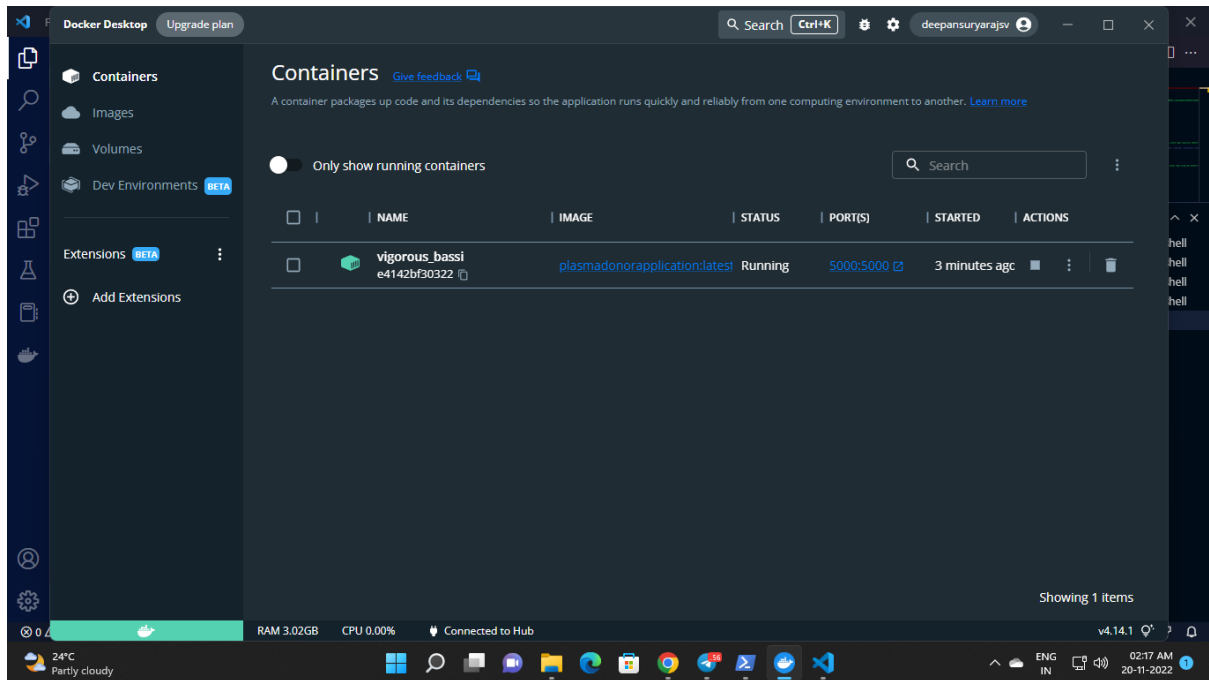 F
Docker Desktop Upgrade plan Search Ctrl+K deepansuryarajsv
Containers
Images
Volumes
Dev Environments BETA
Extensions BETA
Add Extensions
Containers Give feedback
A container packages up code and its dependencies so the application runs quickly and reliably from one computing environment to another. Learn more
Only show running containers Search
NAME IMAGE STATUS PORT(S) STARTED ACTIONS
vigorous_bassi
e4142bf30322 plasmadonorapplication:latest Running 5000:5000 3 minutes agc
hell
hell
hell
hell
Showing 1 items
0
RAM 3.02GB CPU 0.00% Connected to Hub v4.14.1
24°C
Partly cloudy
56
ENG
IN
02:17 AM
20-11-2022
1